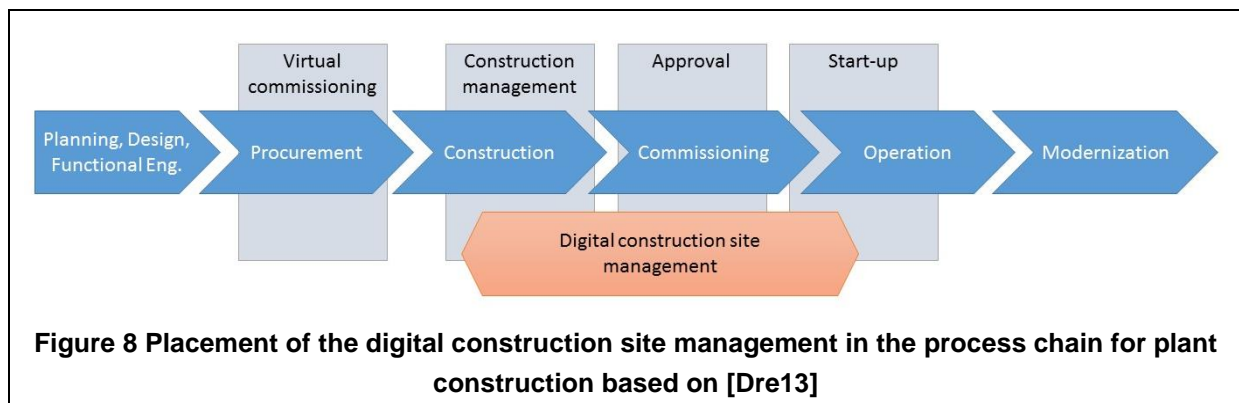 Virtual
commissioning
Construction
management
Approval
Start-up
Planning, Design,
Functional Eng.
Procurement
Construction
Commissioning
Operation
Modernization
Digital construction site
management
Figure 8 Placement of the digital construction site management in the process chain for plant
construction based on [Dre13]